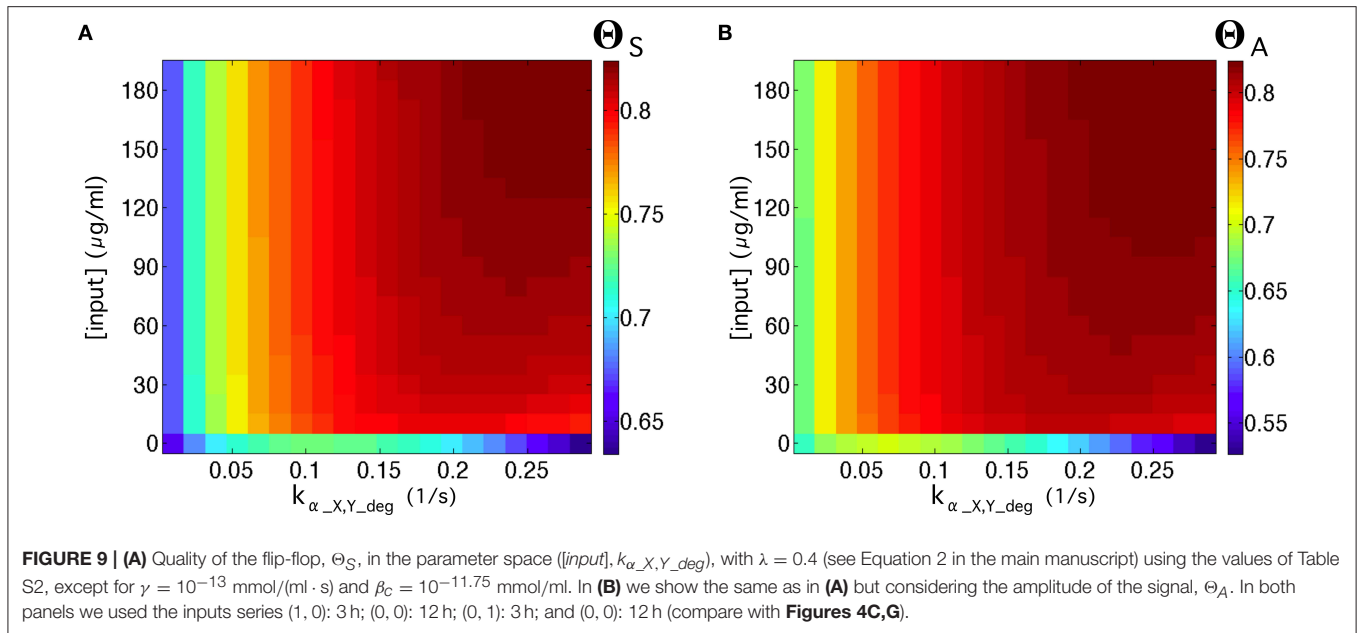 A
Θ S
B
Θ A
180
150
120
90
60
30
0
[input] (μg/ml)
0.05 0.1 0.15 0.2 0.25
k α _X,Y_deg (1/s)
0.8
0.75
0.7
0.65
180
150
120
90
60
30
0
[input] (μg/ml)
0.05 0.1 0.15 0.2 0.25
k α _X,Y_deg (1/s)
0.8
0.75
0.7
0.65
0.6
0.55
FIGURE 9 | (A) Quality of the flip-flop, Θ_S, in the parameter space ([input], k_α_X,Y_deg), with λ = 0.4 (see Equation 2 in the main manuscript) using the values of Table
S2, except for γ = 10⁻¹³ mmol/(ml · s) and β_C = 10⁻¹¹·⁷⁵ mmol/ml. In (B) we show the same as in (A) but considering the amplitude of the signal, Θ_A. In both
panels we used the inputs series (1, 0): 3 h; (0, 0): 12 h; (0, 1): 3 h; and (0, 0): 12 h (compare with Figures 4C,G).